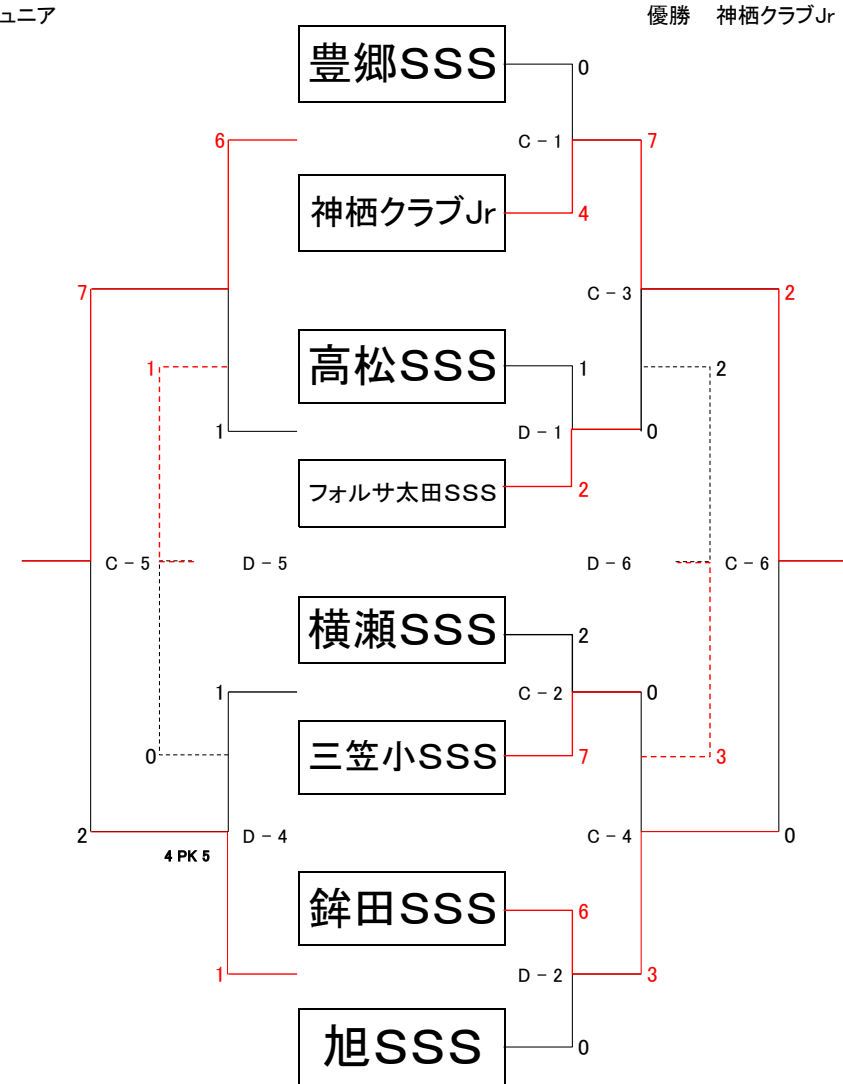 ュニア
優勝　神栖クラブJr
豊郷SSS
0
6
C－1
7
神栖クラブJr
4
7
C－3
2
高松SSS
1
1
2
1
D－1
0
フォルサ太田SSS
2
C－5
D－5
D－6
C－6
横瀬SSS
2
1
C－2
0
三笠小SSS
0
7
3
2
D－4
C－4
0
4 PK 5
鉾田SSS
6
1
D－2
3
旭SSS
0